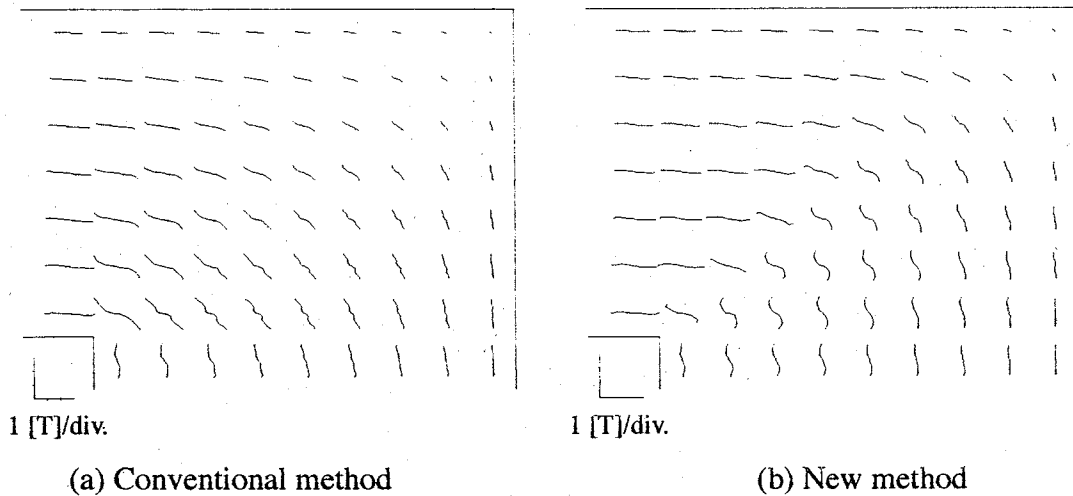 1 [T]/div.
1 [T]/div.
(a) Conventional method
(b) New method